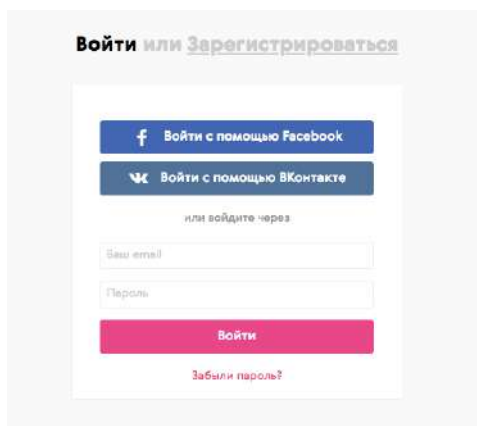 Войти или Зарегистрироваться
Войти с помощью Facebook
Войти с помощью ВКонтакте
или войдите через
Ваш email
Пароль
Войти
Забыли пароль?